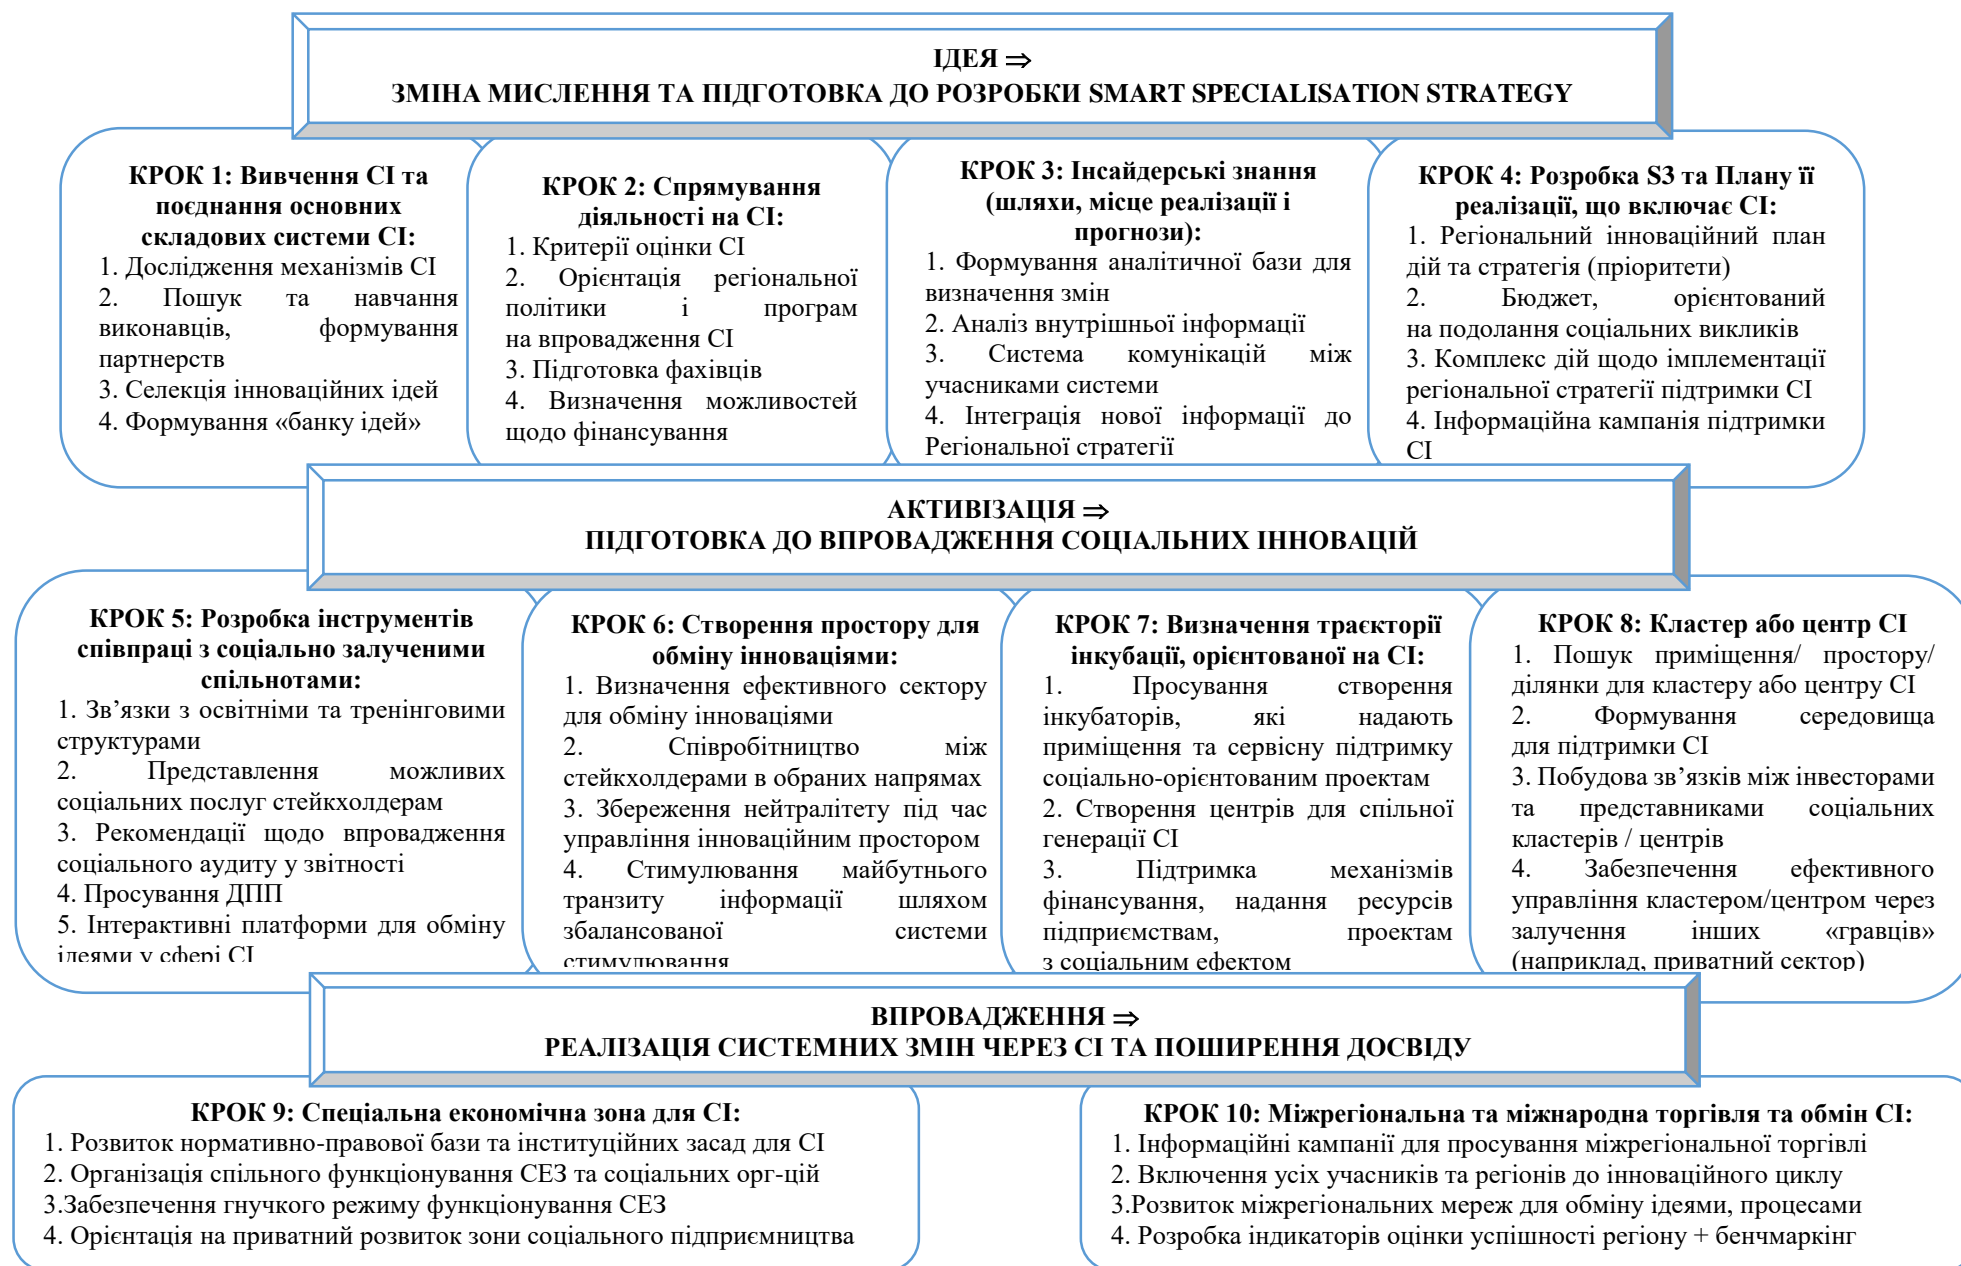 ІДЕЯ ⇒
ЗМІНА МИСЛЕННЯ ТА ПІДГОТОВКА ДО РОЗРОБКИ SMART SPECIALISATION STRATEGY
КРОК 1: Вивчення СІ та
поєднання основних
складових системи СІ:
1. Дослідження механізмів СІ
2. Пошук та навчання
виконавців, формування
партнерств
3. Селекція інноваційних ідей
4. Формування «банку ідей»
КРОК 2: Спрямування
діяльності на СІ:
1. Критерії оцінки СІ
2. Орієнтація регіональної
політики і програм
на впровадження СІ
3. Підготовка фахівців
4. Визначення можливостей
щодо фінансування
КРОК 3: Інсайдерські знання
(шляхи, місце реалізації і
прогнози):
1. Формування аналітичної бази для
визначення змін
2. Аналіз внутрішньої інформації
3. Система комунікацій між
учасниками системи
4. Інтеграція нової інформації до
Регіональної стратегії
КРОК 4: Розробка S3 та Плану її
реалізації, що включає СІ:
1. Регіональний інноваційний план
дій та стратегія (пріоритети)
2. Бюджет, орієнтований
на подолання соціальних викликів
3. Комплекс дій щодо імплементації
регіональної стратегії підтримки СІ
4. Інформаційна кампанія підтримки
СІ
АКТИВІЗАЦІЯ ⇒
ПІДГОТОВКА ДО ВПРОВАДЖЕННЯ СОЦІАЛЬНИХ ІННОВАЦІЙ
КРОК 5: Розробка інструментів
співпраці з соціально залученими
спільнотами:
1. Зв’язки з освітніми та тренінговими
структурами
2. Представлення можливих
соціальних послуг стейкхолдерам
3. Рекомендації щодо впровадження
соціального аудиту у звітності
4. Просування ДПП
5. Інтерактивні платформи для обміну
ідеями у сфері СІ
КРОК 6: Створення простору для
обміну інноваціями:
1. Визначення ефективного сектору
для обміну інноваціями
2. Співробітництво між
стейкхолдерами в обраних напрямах
3. Збереження нейтралітету під час
управління інноваційним простором
4. Стимулювання майбутнього
транзиту інформації шляхом
збалансованої системи
стимулювання
КРОК 7: Визначення траєкторії
інкубації, орієнтованої на СІ:
1. Просування створення
інкубаторів, які надають
приміщення та сервісну підтримку
соціально-орієнтованим проектам
2. Створення центрів для спільної
генерації СІ
3. Підтримка механізмів
фінансування, надання ресурсів
підприємствам, проектам
з соціальним ефектом
КРОК 8: Кластер або центр СІ
1. Пошук приміщення/ простору/
ділянки для кластеру або центру СІ
2. Формування середовища
для підтримки СІ
3. Побудова зв’язків між інвесторами
та представниками соціальних
кластерів / центрів
4. Забезпечення ефективного
управління кластером/центром через
залучення інших «гравців»
(наприклад, приватний сектор)
ВПРОВАДЖЕННЯ ⇒
РЕАЛІЗАЦІЯ СИСТЕМНИХ ЗМІН ЧЕРЕЗ СІ ТА ПОШИРЕННЯ ДОСВІДУ
КРОК 9: Спеціальна економічна зона для СІ:
1. Розвиток нормативно-правової бази та інституційних засад для СІ
2. Організація спільного функціонування СЕЗ та соціальних орг-цій
3.Забезпечення гнучкого режиму функціонування СЕЗ
4. Орієнтація на приватний розвиток зони соціального підприємництва
КРОК 10: Міжрегіональна та міжнародна торгівля та обмін СІ:
1. Інформаційні кампанії для просування міжрегіональної торгівлі
2. Включення усіх учасників та регіонів до інноваційного циклу
3.Розвиток міжрегіональних мереж для обміну ідеями, процесами
4. Розробка індикаторів оцінки успішності регіону + бенчмаркінг